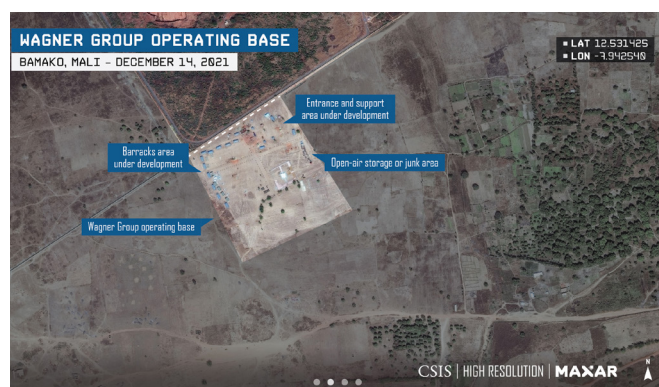 WAGNER GROUP OPERATING BASE
BAMAKO, MALI – DECEMBER 14, 2021
LAT 12.531425
LON -7.942540
Entrance and support
area under development
Barracks area
under development
Open-air storage or junk area
Wagner Group operating base
CSIS | HIGH RESOLUTION | MAXAR
N